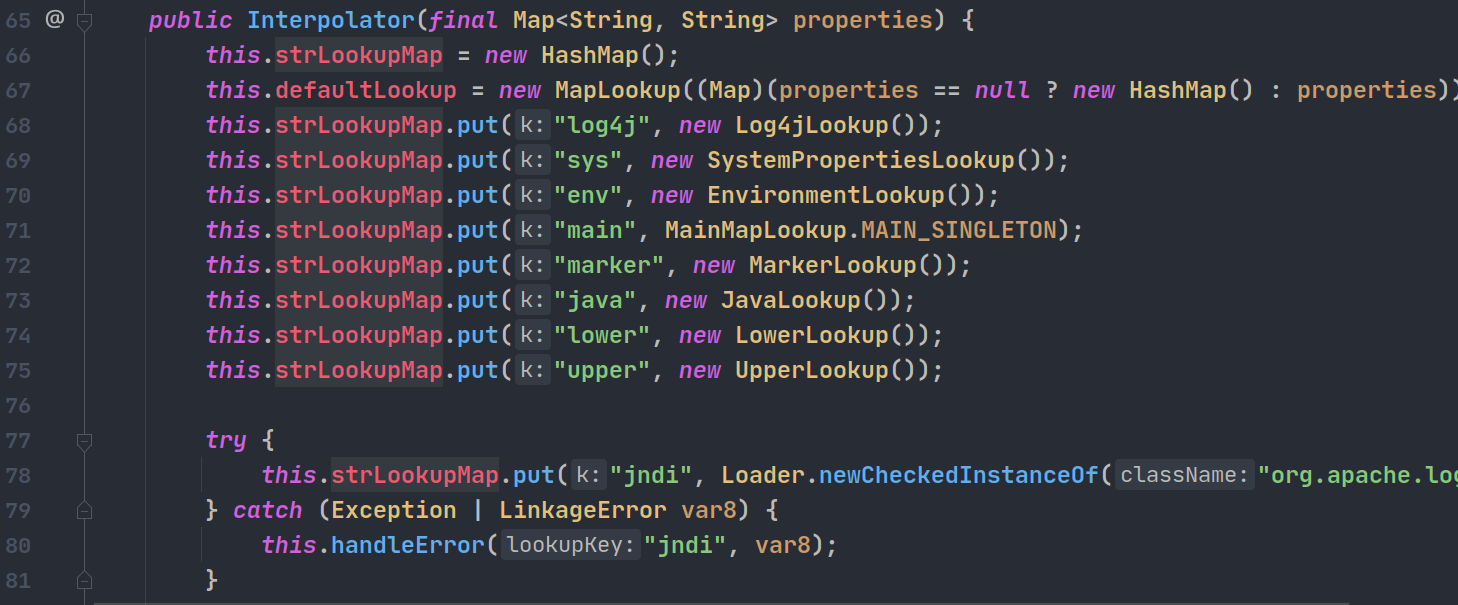 65 @ public Interpolator(final Map<String, String> properties) {
66 this.strLookupMap = new HashMap();
67 this.defaultLookup = new MapLookup((Map)(properties == null ? new HashMap() : properties))
68 this.strLookupMap.put( k: "log4j", new Log4jLookup());
69 this.strLookupMap.put( k: "sys", new SystemPropertiesLookup());
70 this.strLookupMap.put( k: "env", new EnvironmentLookup());
71 this.strLookupMap.put( k: "main", MainMapLookup.MAIN_SINGLETON);
72 this.strLookupMap.put( k: "marker", new MarkerLookup());
73 this.strLookupMap.put( k: "java", new JavaLookup());
74 this.strLookupMap.put( k: "lower", new LowerLookup());
75 this.strLookupMap.put( k: "upper", new UpperLookup());
76
77 try {
78 this.strLookupMap.put( k: "jndi", Loader.newCheckedInstanceOf( className: "org.apache.log
79 } catch (Exception | LinkageError var8) {
80 this.handleError( lookupKey: "jndi", var8);
81 }